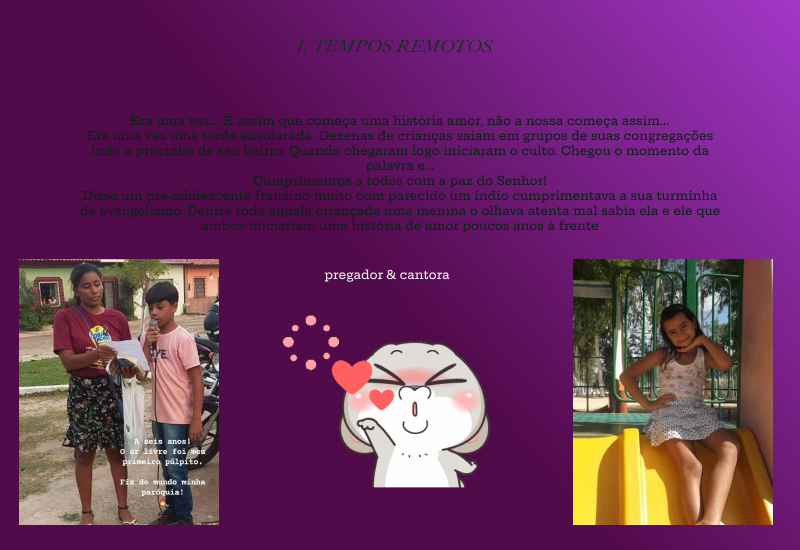 1. TEMPOS REMOTOS
Era uma vez... É assim que começa uma história amor, não a nossa começa assim...
Era uma vez uma tarde ensolarada. Dezenas de crianças saiam em grupos de suas congregações
indo a pracinha de seu bairro. Quando chegaram logo iniciaram o culto. Chegou o momento da
palavra e...
Cumprimentos a todos com a paz do Senhor!
Disse um pré-adolescente franzino muito com parecido um índio cumprimentava a sua turminha
de evangelismo. Dentre toda aquela criançada uma menina o olhava atenta mal sabia ela e ele que
ambos iniciariam uma história de amor poucos anos à frente
pregador & cantora
A seis anos!
O ar livre foi meu
primeiro púlpito.
Fiz do mundo minha
paróquia!